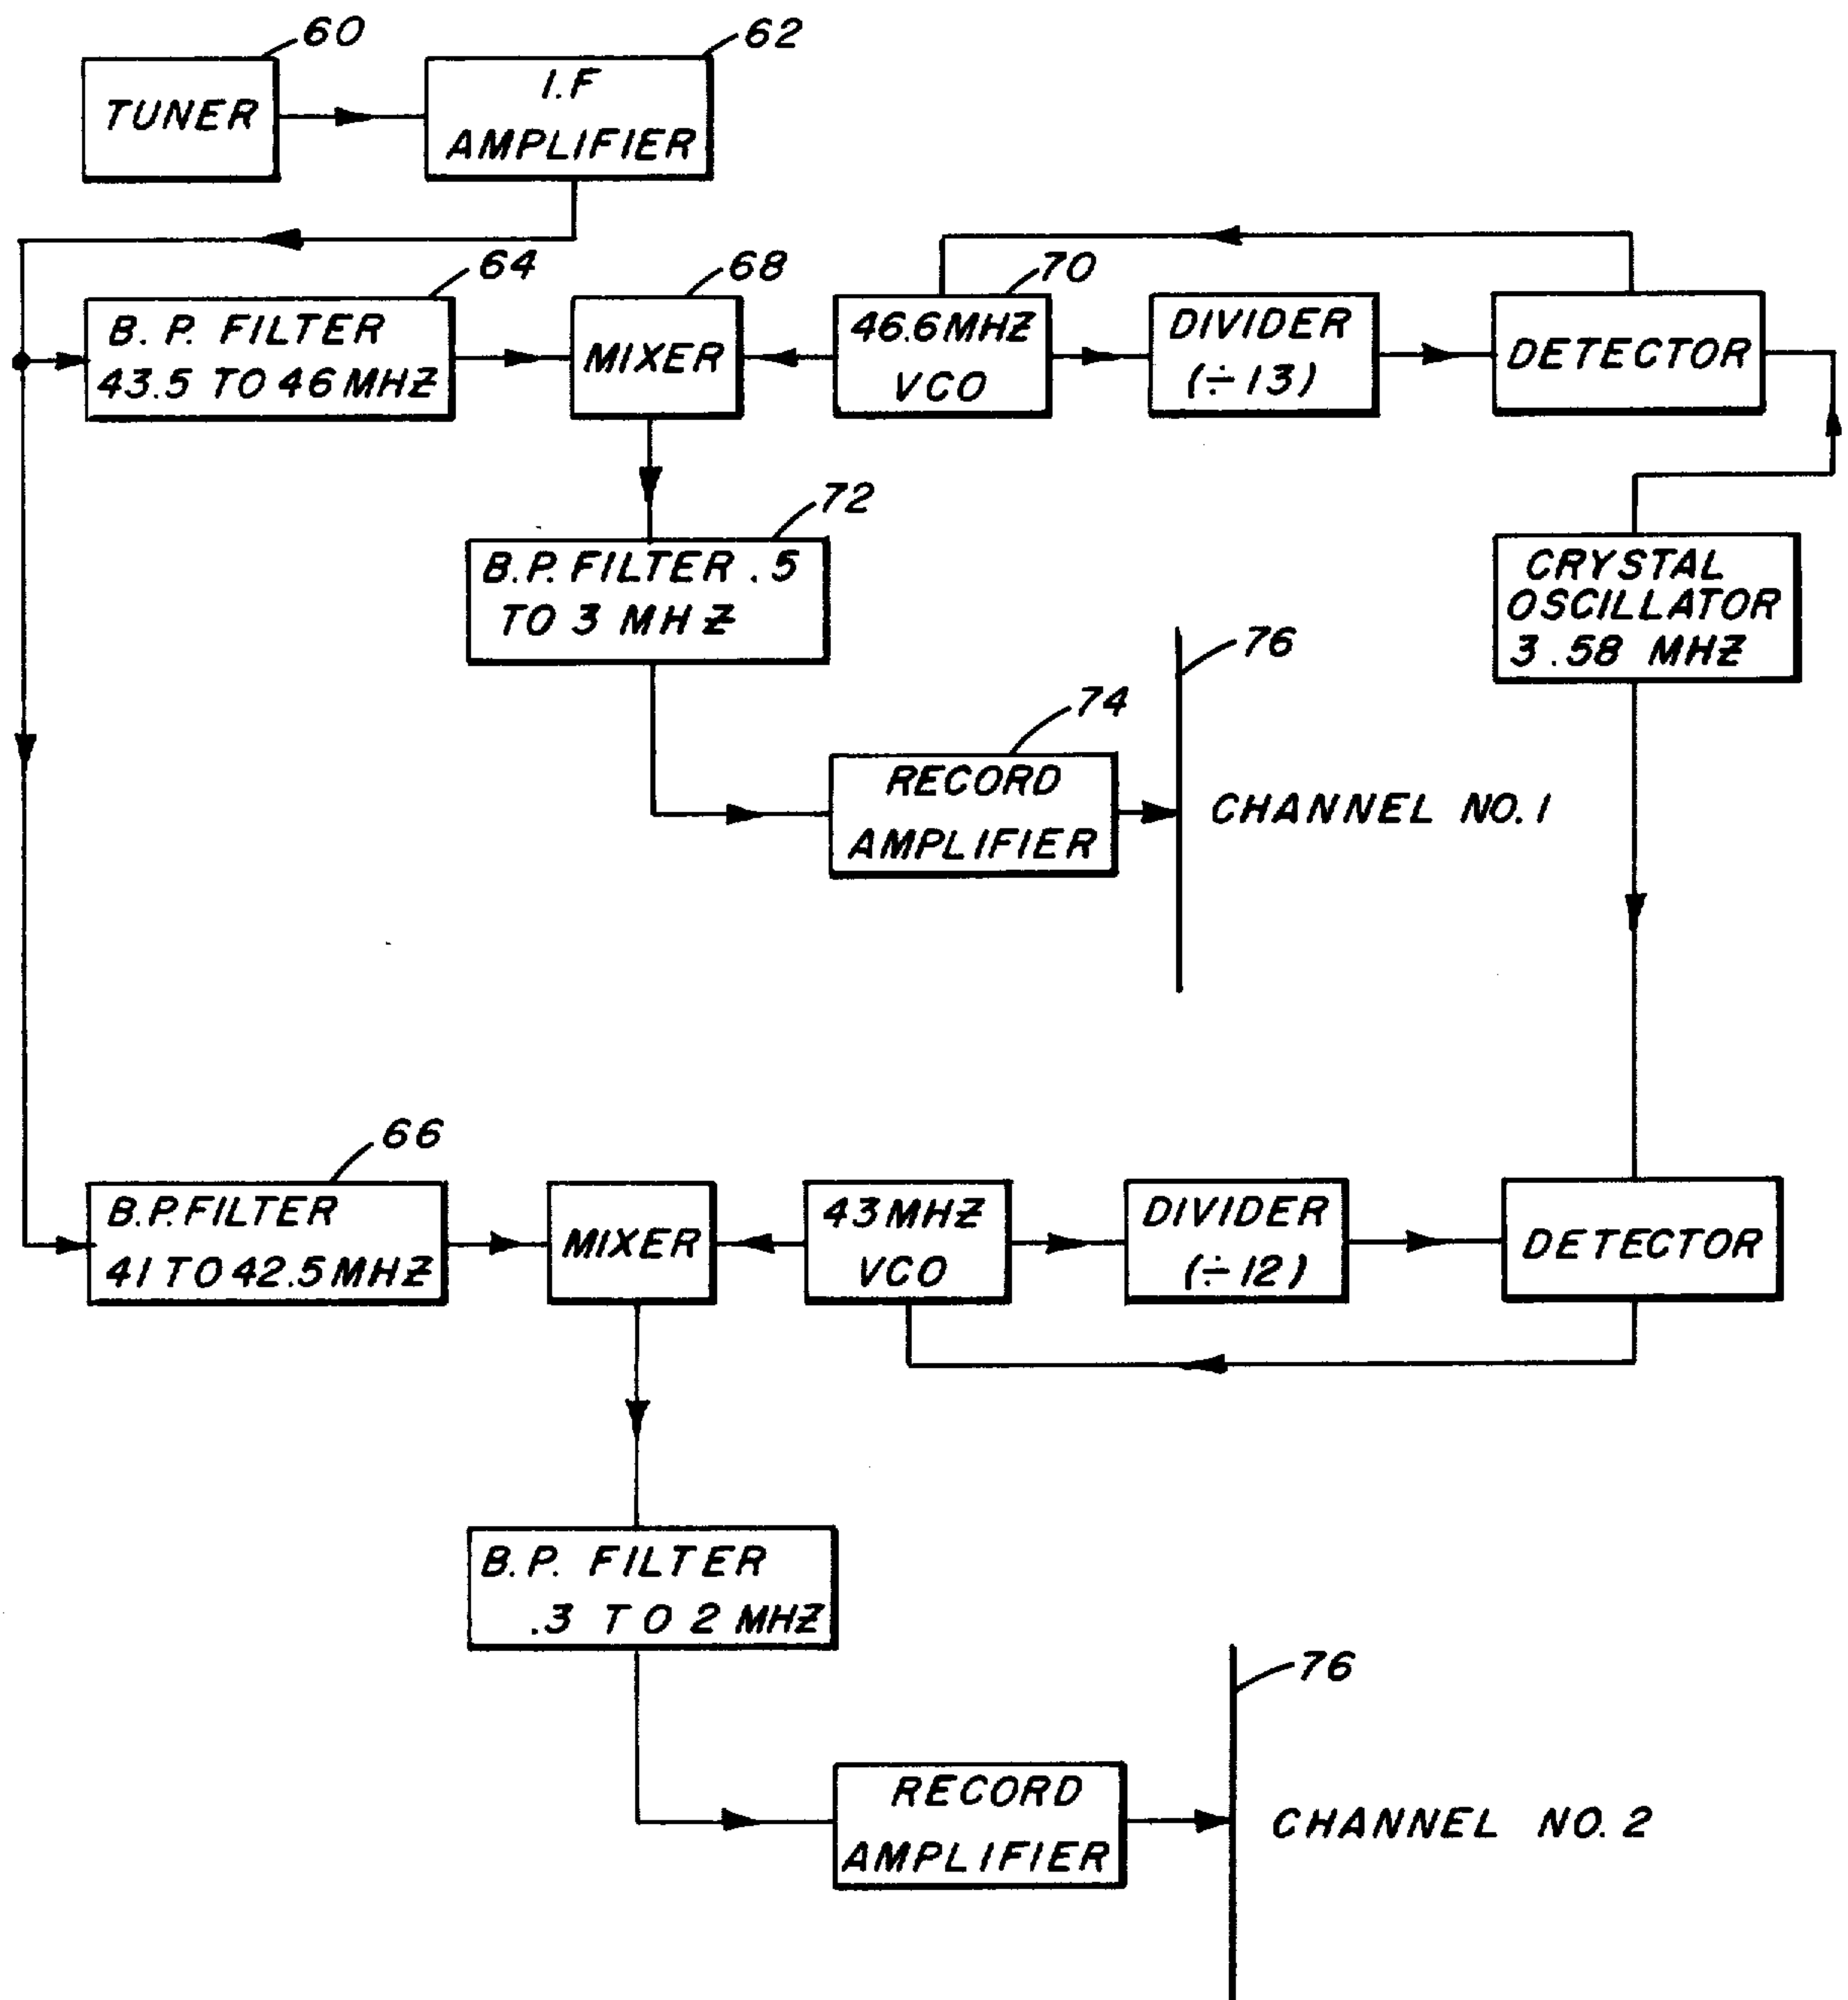 60
TUNER
62
I.F
AMPLIFIER
64
B. P. FILTER
43.5 TO 46 MHZ
68
MIXER
70
46.6 MHZ
VCO
DIVIDER
(÷13)
DETECTOR
72
B.P. FILTER .5
TO 3 MHZ
CRYSTAL
OSCILLATOR
3.58 MHZ
74
RECORD
AMPLIFIER
76
CHANNEL NO. 1
66
B.P. FILTER
41 TO 42.5 MHZ
MIXER
43 MHZ
VCO
DIVIDER
(÷12)
DETECTOR
B.P. FILTER
.3 TO 2 MHZ
RECORD
AMPLIFIER
76
CHANNEL NO. 2